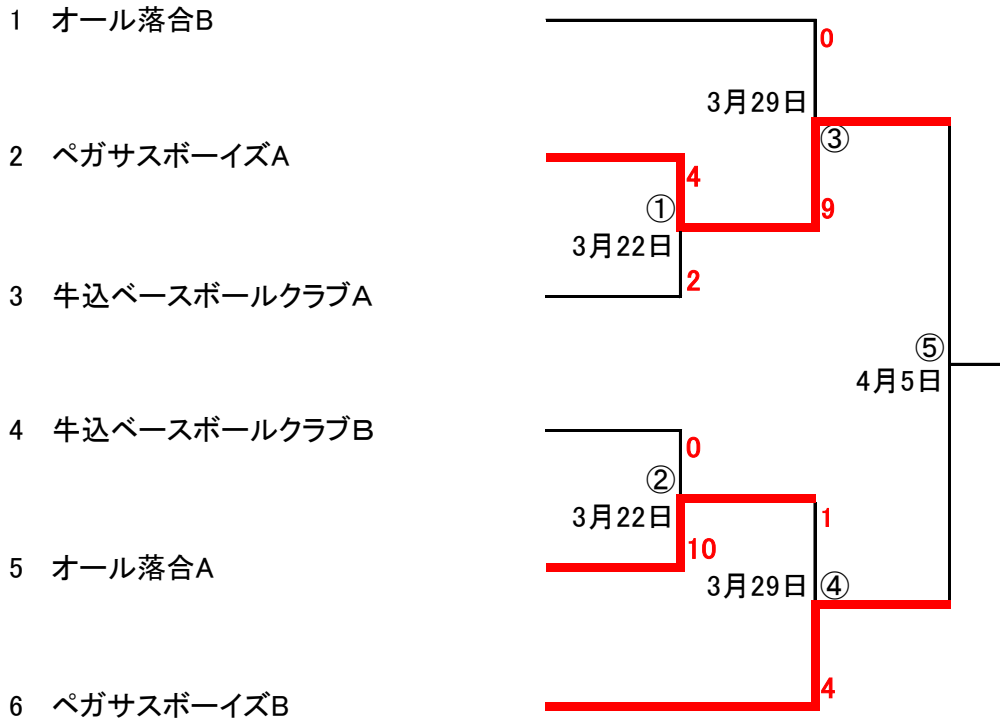 1 オール落合B
0
3月29日
③
2 ペガサスボーイズA
4
①
9
3月22日
2
3 牛込ベースボールクラブA
⑤
4月5日
4 牛込ベースボールクラブB
0
②
3月22日
1
10
5 オール落合A
3月29日
④
4
6 ペガサスボーイズB